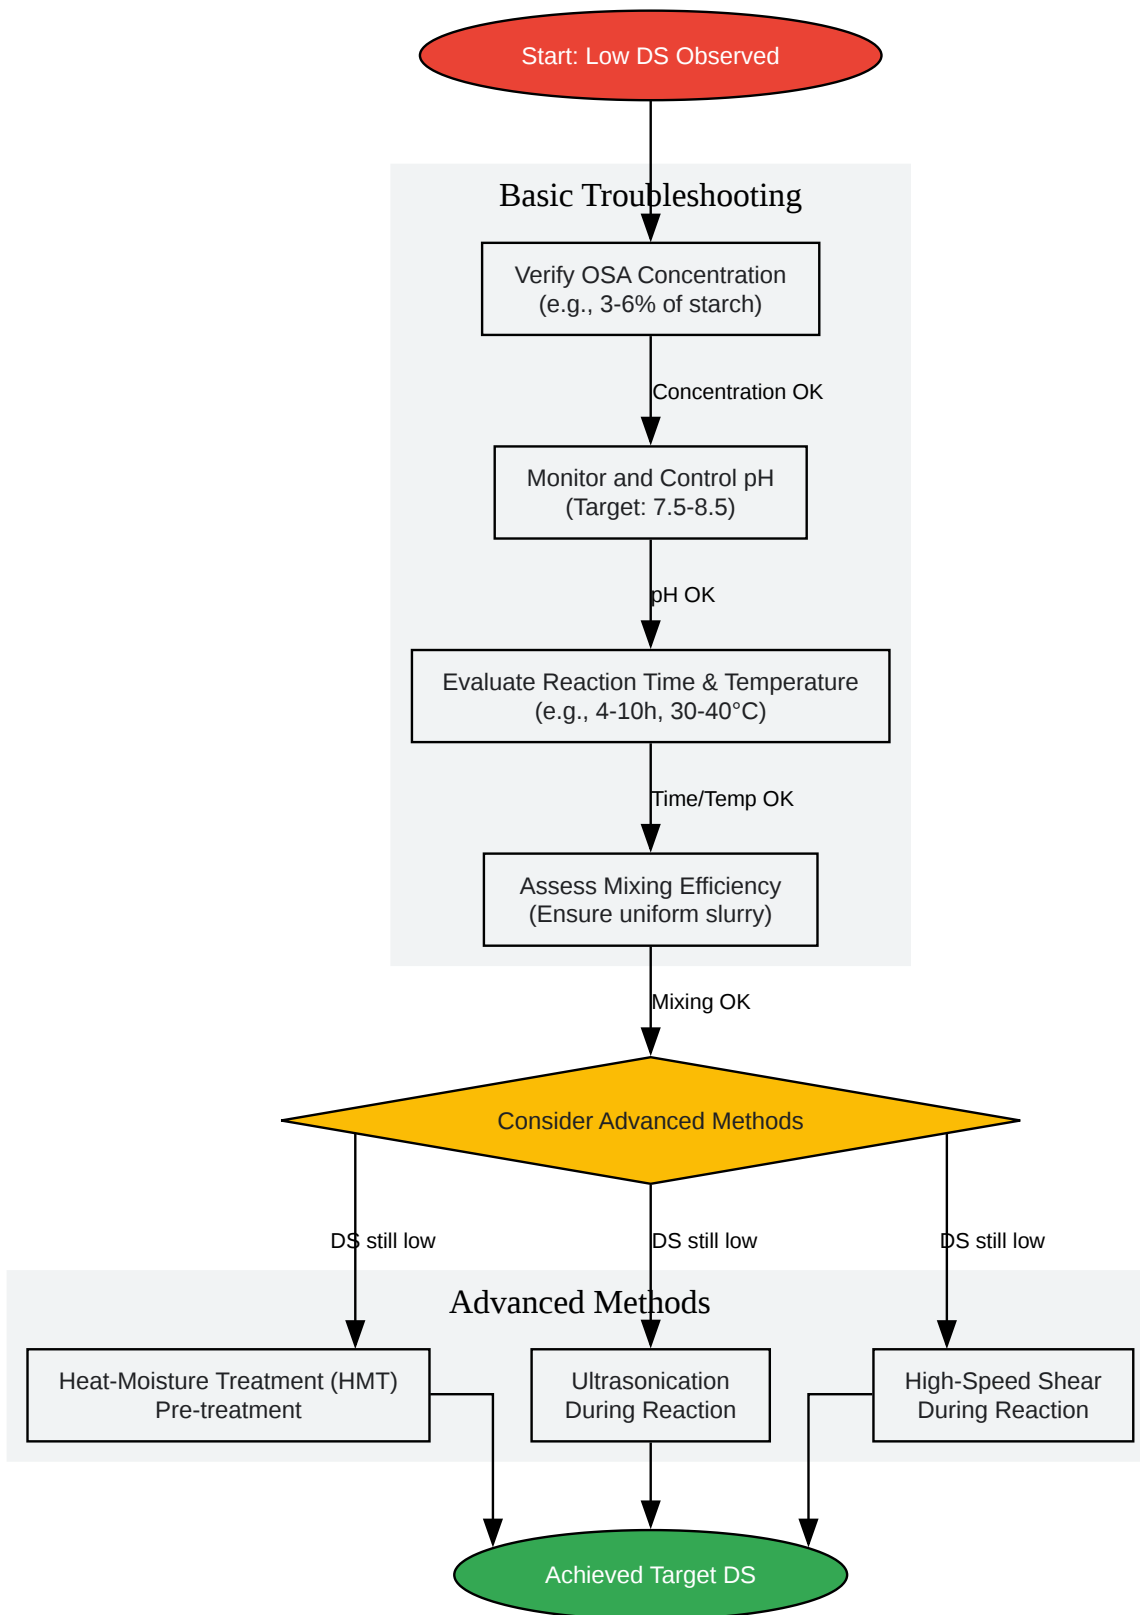 Start: Low DS Observed
Basic Troubleshooting
Verify OSA Concentration
(e.g., 3-6% of starch)
Concentration OK
Monitor and Control pH
(Target: 7.5-8.5)
pH OK
Evaluate Reaction Time & Temperature
(e.g., 4-10h, 30-40°C)
Time/Temp OK
Assess Mixing Efficiency
(Ensure uniform slurry)
Mixing OK
Consider Advanced Methods
DS still low
DS still low
DS still low
Advanced Methods
Heat-Moisture Treatment (HMT)
Pre-treatment
Ultrasonication
During Reaction
High-Speed Shear
During Reaction
Achieved Target DS